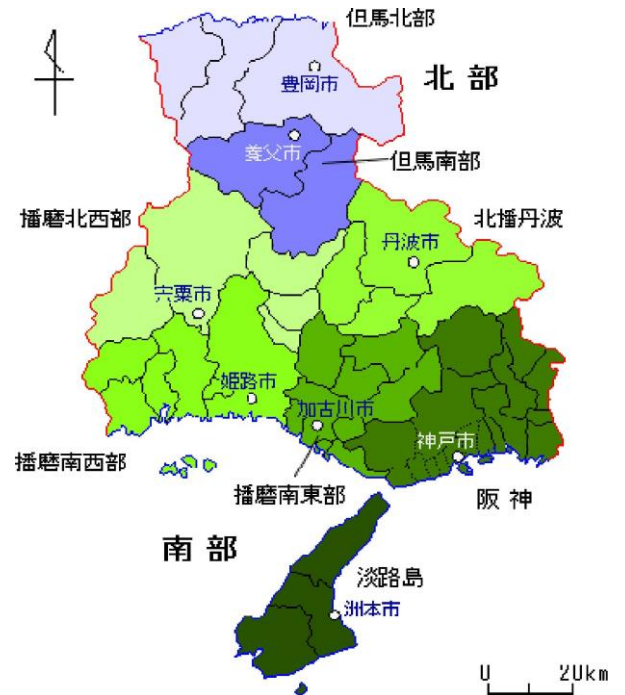 但馬北部
豊岡市
北部
養父市
但馬南部
播磨北西部
北播丹波
丹波市
宍粟市
姫路市
加古川市
神戸市
播磨南西部
播磨南東部
阪神
南部
淡路島
洲本市
0 20km